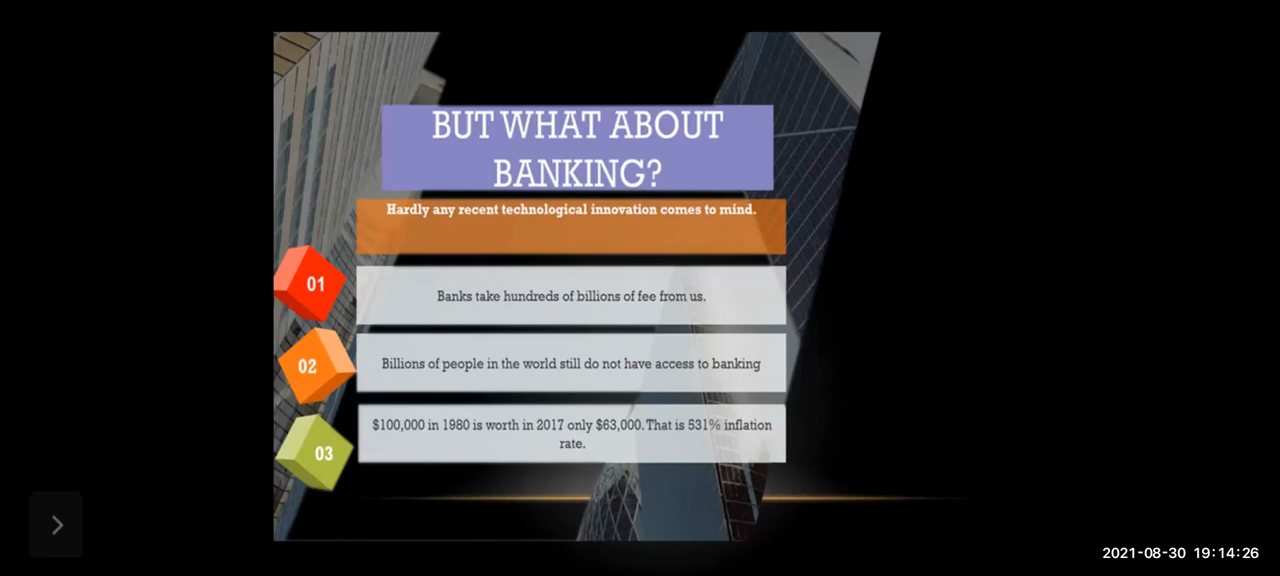 BUT WHAT ABOUT
BANKING?
Hardly any recent technological innovation comes to mind.
01
Banks take hundreds of billions of fee from us.
02
Billions of people in the world still do not have access to banking
03
$100,000 in 1980 is worth in 2017 only $63,000. That is 531% inflation
rate.
2021-08-30 19:14:26